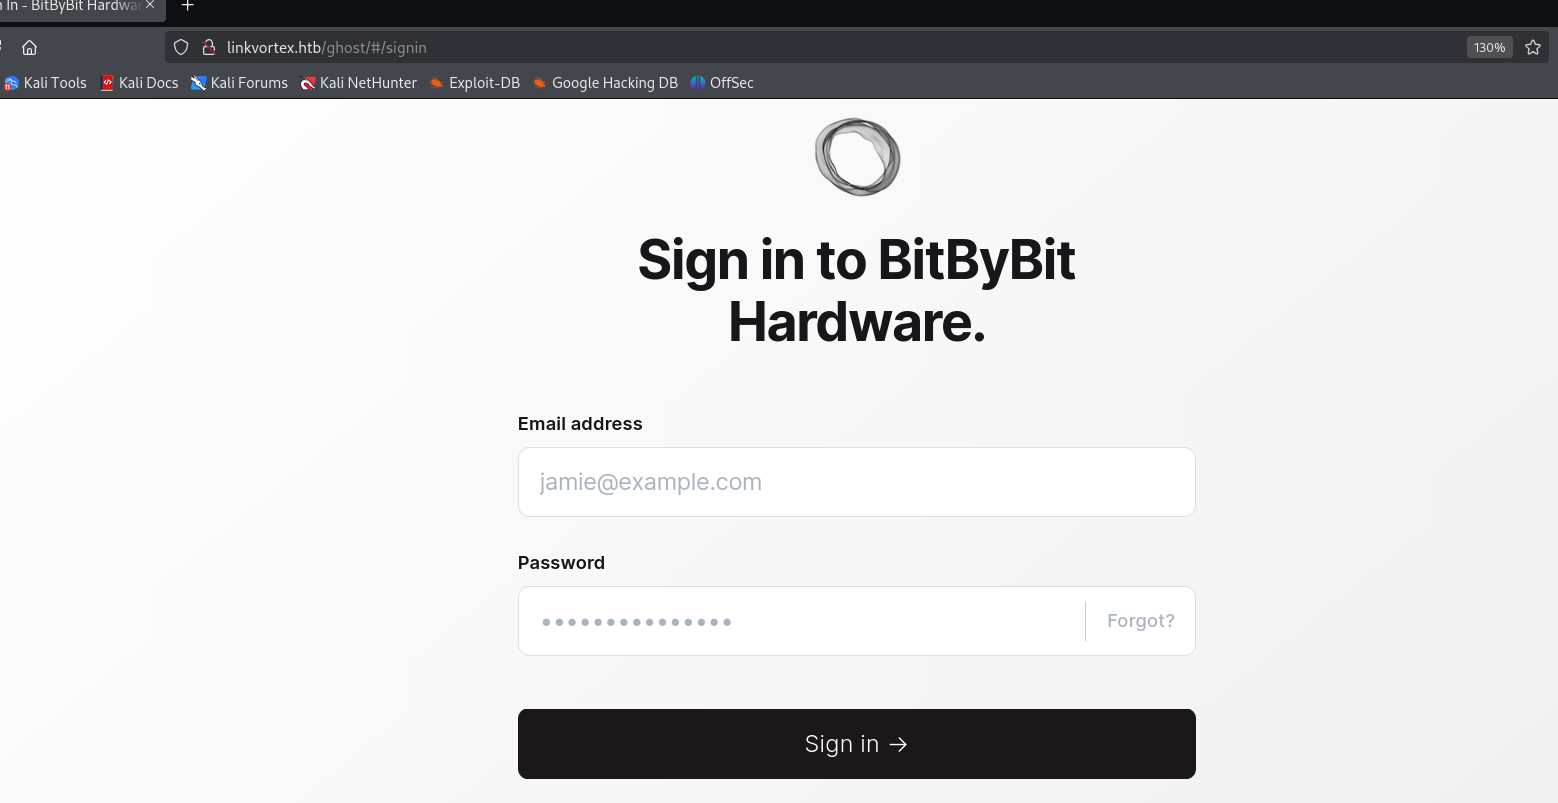 n In - BitByBit Hardwa
linkvortex.htb/ghost/#/signin 130%
Kali Tools Kali Docs Kali Forums Kali NetHunter Exploit-DB Google Hacking DB OffSec
Sign in to BitByBit
Hardware.
Email address
jamie@example.com
Password
Forgot?
Sign in →